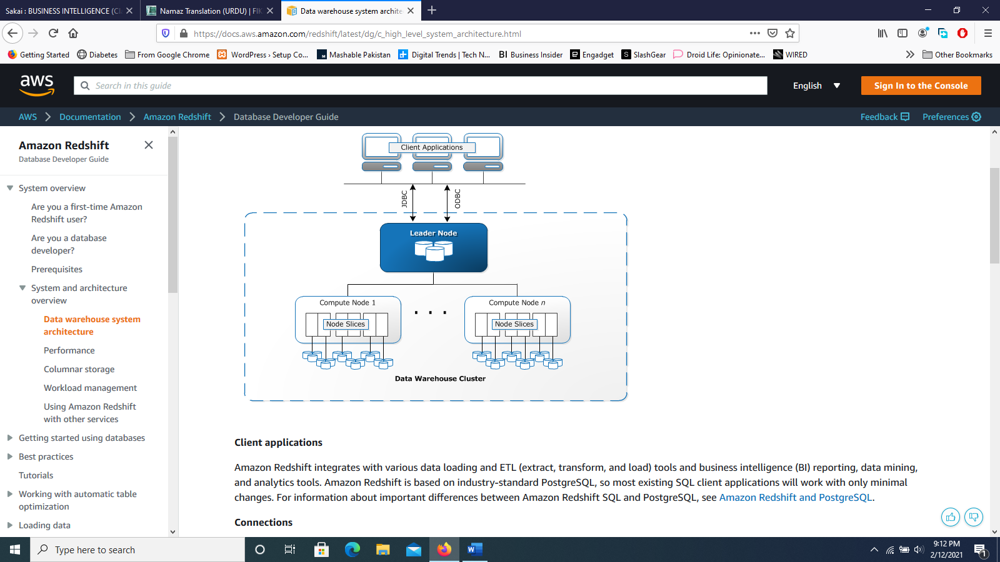 Sakai : BUSINESS INTELLIGENCE (Cl
Namaz Translation (URDU) | FIK
Data warehouse system archite
https://docs.aws.amazon.com/redshift/latest/dg/c_high_level_system_architecture.html
Getting Started
Diabetes
From Google Chrome
WordPress › Setup Co...
Mashable Pakistan
Digital Trends | Tech N...
BI Business Insider
Engadget
S SlashGear
Droid Life: Opinionate...
WIRED
Other Bookmarks
aws
Search in this guide
English
Sign In to the Console
AWS
Documentation
Amazon Redshift
Database Developer Guide
Feedback
Preferences
Amazon Redshift
Database Developer Guide
System overview
Are you a first-time Amazon
Redshift user?
Are you a database
developer?
Prerequisites
System and architecture
overview
Data warehouse system
architecture
Performance
Columnar storage
Workload management
Using Amazon Redshift
with other services
Getting started using databases
Best practices
Tutorials
Working with automatic table
optimization
Loading data
Client Applications
JDBC
ODBC
Leader Node
Compute Node 1
Node Slices
. . .
Compute Node n
Node Slices
Data Warehouse Cluster
Client applications
Amazon Redshift integrates with various data loading and ETL (extract, transform, and load) tools and business intelligence (BI) reporting, data mining,
and analytics tools. Amazon Redshift is based on industry-standard PostgreSQL, so most existing SQL client applications will work with only minimal
changes. For information about important differences between Amazon Redshift SQL and PostgreSQL, see Amazon Redshift and PostgreSQL.
Connections
Type here to search
9:12 PM
2/12/2021
1